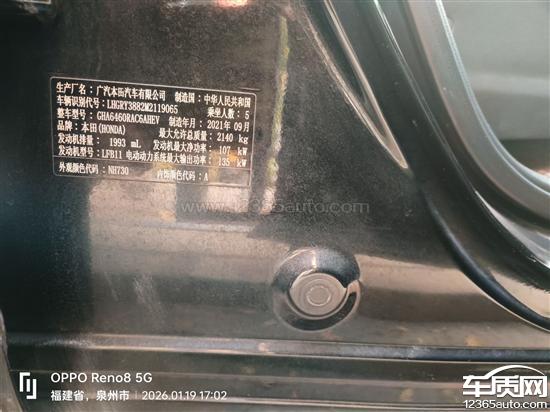 生产厂名：广汽本田汽车有限公司 制造国：中华人民共和国
车辆识别代号：LHGRY3882M2119065 乘坐人数：5
整车型号：GHA6460RAC6AHEV 制造年月：2021年09月
品牌：本田(HONDA) 最大允许总质量：2140 kg
发动机排量：1993 mL 发动机最大净功率：107 kW
发动机型号：LFB11 电动动力系统最大输出功率：135 kW
外观颜色代码：NH730 内饰颜色代码：A
www.12365auto.com
OPPO Reno8 5G
福建省，泉州市 2026.01.19 17:02
车质网
12365auto.com